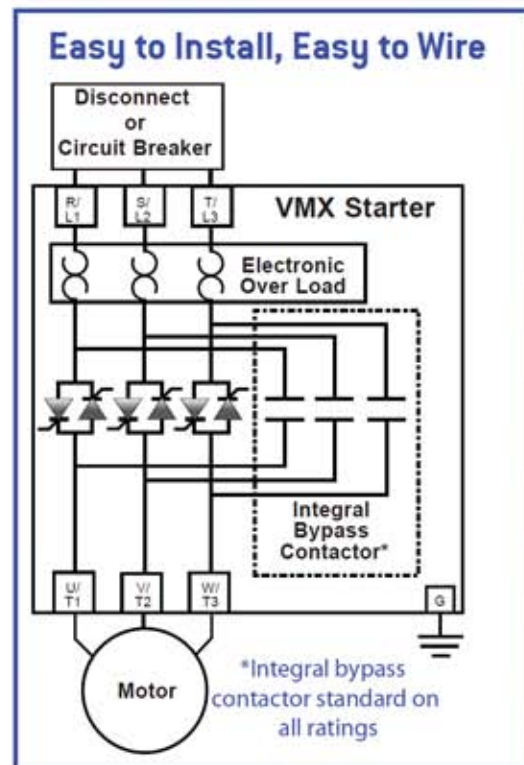 Easy to Install, Easy to Wire
Disconnect
or
Circuit Breaker
R/
L1
S/
L2
T/
L3
VMX Starter
Electronic
Over Load
Integral
Bypass
Contactor*
U/
T1
V/
T2
W/
T3
G
Motor
*Integral bypass
contactor standard on
all ratings